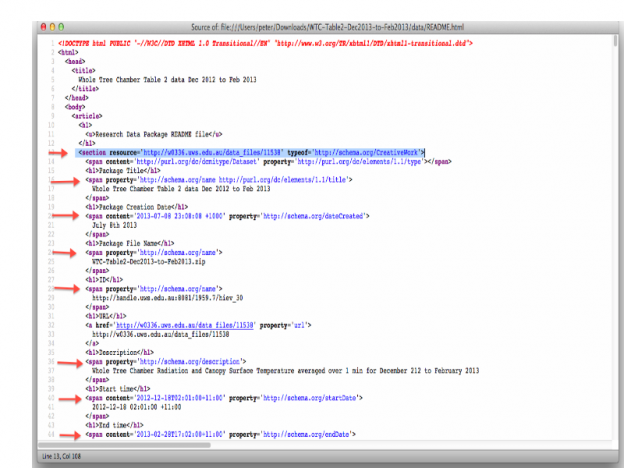 Source of: file:///Users/peter/Downloads/WTC-Table2-Dec2013-to-Feb2013/data/README.html
1 <!DOCTYPE html PUBLIC '-//W3C//DTD XHTML 1.0 Transitional//EN' 'http://www.w3.org/TR/xhtml1/DTD/xhtml1-transitional.dtd'>
2 <html>
3 <head>
4 <title>
5 Whole Tree Chamber Table 2 data Dec 2012 to Feb 2013
6 </title>
7 </head>
8 <body>
9 <article>
10 <h1>
11 <u>Research Data Package README file</u>
12 </h1>
<section resource='http://w0336.uws.edu.au/data_files/11538' typeof='http://schema.org/CreativeWork'>
14 <span content='http://purl.org/dc/dcmitype/Dataset' property='http://purl.org/dc/elements/1.1/type'></span>
15 <h1>Package Title</h1>
<span property='http://schema.org/name http://purl.org/dc/elements/1.1/title'>
17 Whole Tree Chamber Table 2 data Dec 2012 to Feb 2013
18 </span>
19 <h1>Package Creation Date</h1>
<span content='2013-07-08 23:08:08 +1000' property='http://schema.org/dateCreated'>
21 July 8th 2013
22 </span>
23 <h1>Package File Name</h1>
<span property='http://schema.org/name'>
25 WTC-Table2-Dec2013-to-Feb2013.zip
26 </span>
27 <h1>ID</h1>
28 <span property='http://schema.org/name'>
29 http://handle.uws.edu.au:8081/1959.7/hiev_30
30 </span>
31 <h1>URL</h1>
32 <a href='http://w0336.uws.edu.au/data_files/11538' property='url'>
33 http://w0336.uws.edu.au/data_files/11538
34 </a>
35 <h1>Description</h1>
36 <span property='http://schema.org/description'>
37 Whole Tree Chamber Radiation and Canopy Surface Temperature averaged over 1 min for December 212 to February 2013
38 </span>
39 <h1>Start time</h1>
40 <span content='2012-12-18T02:01:00+11:00' property='http://schema.org/startDate'>
41 2012-12-18 02:01:00 +11:00
42 </span>
43 <h1>End time</h1>
44 <span content='2013-02-28T17:02:00+11:00' property='http://schema.org/endDate'>
Line 13, Col 108